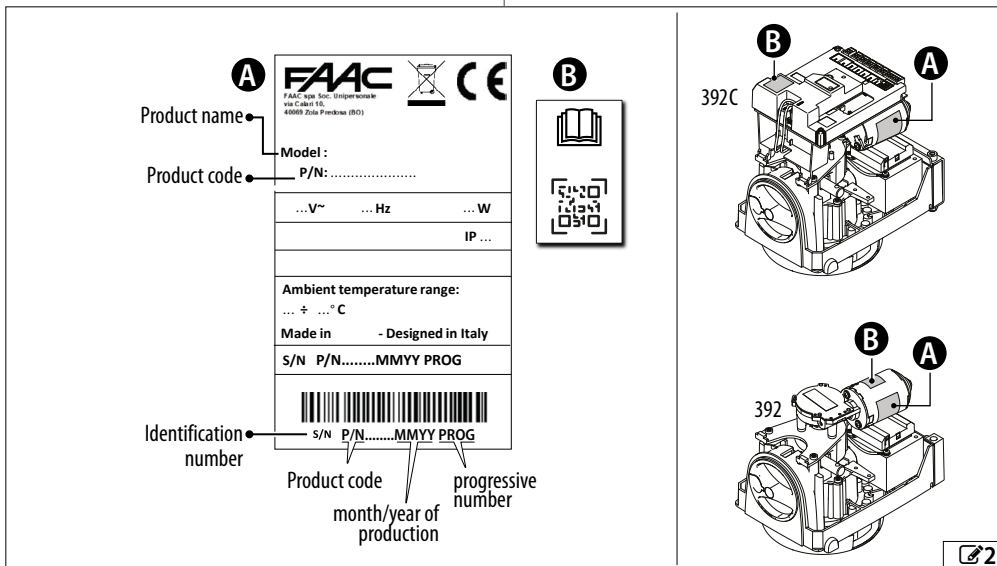 A
FAAC
FAAC spa Soc. Unipersonale
via Calari 10,
40069 Zola Predosa (BO)
CE
Product name
Model :
Product code
P/N: .....................
...V~ ... Hz ... W
IP ...
Ambient temperature range:
... ÷ ...° C
Made in - Designed in Italy
S/N P/N........MMYY PROG
Identification
number
S/N P/N........MMYY PROG
Product code
month/year of
production
progressive
number
B
B
A
392C
B
A
392
2